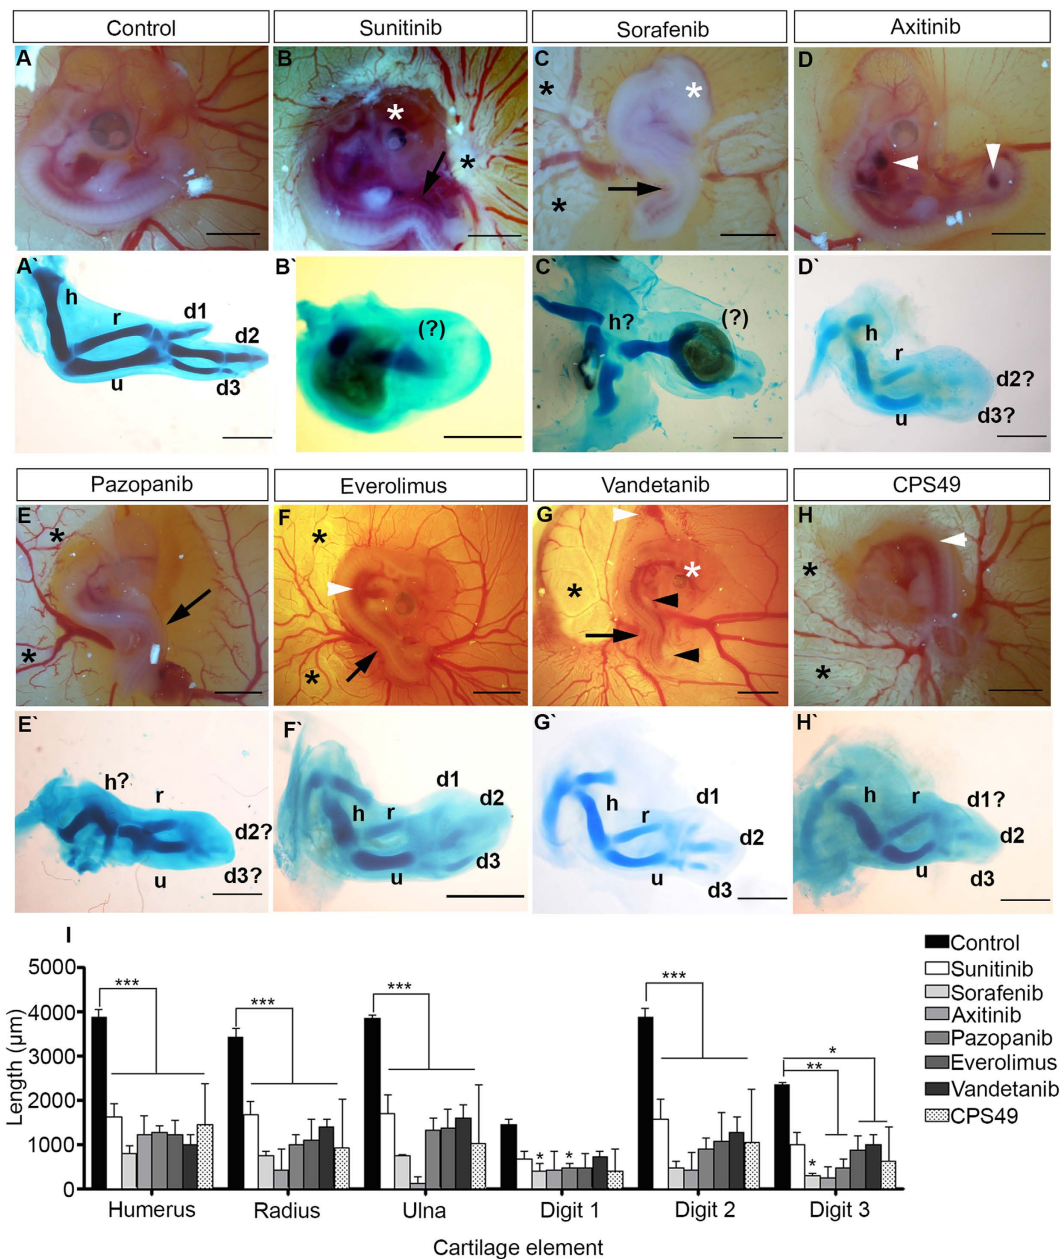 Control Sunitinib Sorafenib Axitinib
A B C D
* * * *
A` B` C` D`
h r d1 d2 u d3
(?)
h? (?)
h r d2? u d3?
Pazopanib Everolimus Vandetanib CPS49
E F G H
* * * * * * * *
E` F` G` H`
h? r d2? u d3?
d1 d2 h r d3 u
d1 h r d2 u d3
h r d1? d2 u d3
I
Length (µm)
5000
4000
3000
2000
1000
0
*** *** *** * * *** * ** *
Humerus Radius Ulna Digit 1 Digit 2 Digit 3
Cartilage element
Control
Sunitinib
Sorafenib
Axitinib
Pazopanib
Everolimus
Vandetanib
CPS49